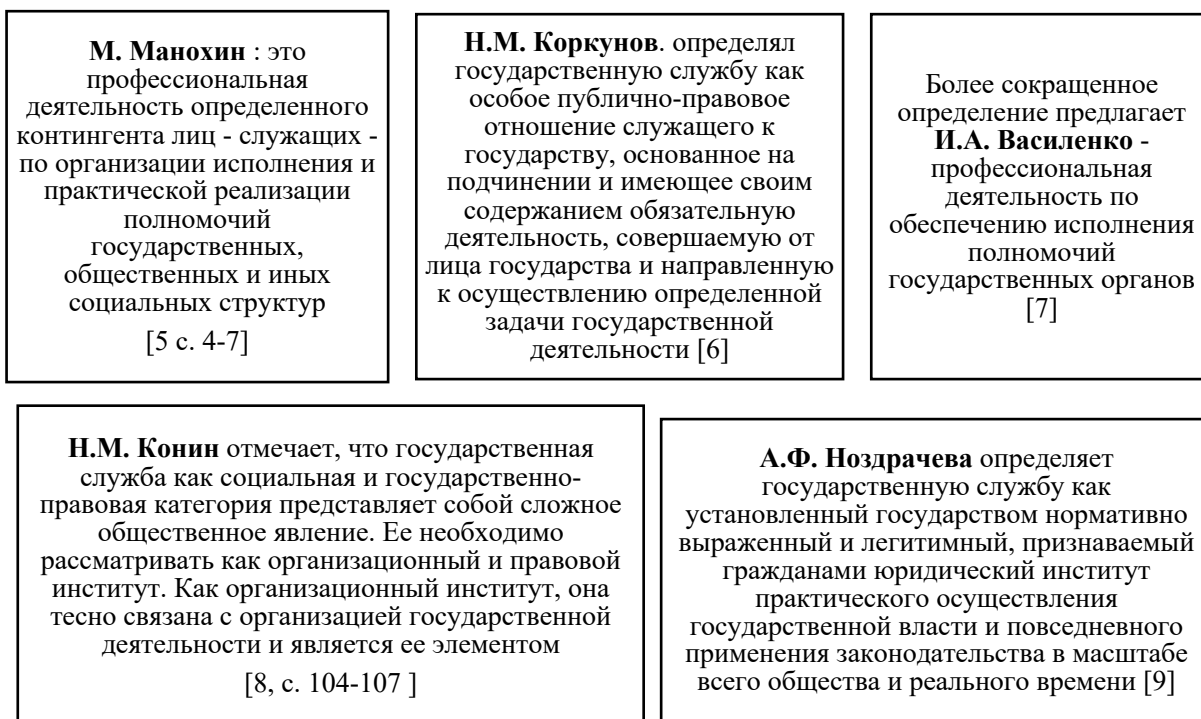 М. Манохин : это
профессиональная
деятельность определенного
контингента лиц - служащих -
по организации исполнения и
практической реализации
полномочий
государственных,
общественных и иных
социальных структур
[5 с. 4-7]
Н.М. Коркунов. определял
государственную службу как
особое публично-правовое
отношение служащего к
государству, основанное на
подчинении и имеющее своим
содержанием обязательную
деятельность, совершаемую от
лица государства и направленную
к осуществлению определенной
задачи государственной
деятельности [6]
Более сокращенное
определение предлагает
И.А. Василенко -
профессиональная
деятельность по
обеспечению исполнения
полномочий
государственных органов
[7]
Н.М. Конин отмечает, что государственная
служба как социальная и государственно-
правовая категория представляет собой сложное
общественное явление. Ее необходимо
рассматривать как организационный и правовой
институт. Как организационный институт, она
тесно связана с организацией государственной
деятельности и является ее элементом
[8, с. 104-107 ]
А.Ф. Ноздрачева определяет
государственную службу как
установленный государством нормативно
выраженный и легитимный, признаваемый
гражданами юридический институт
практического осуществления
государственной власти и повседневного
применения законодательства в масштабе
всего общества и реального времени [9]